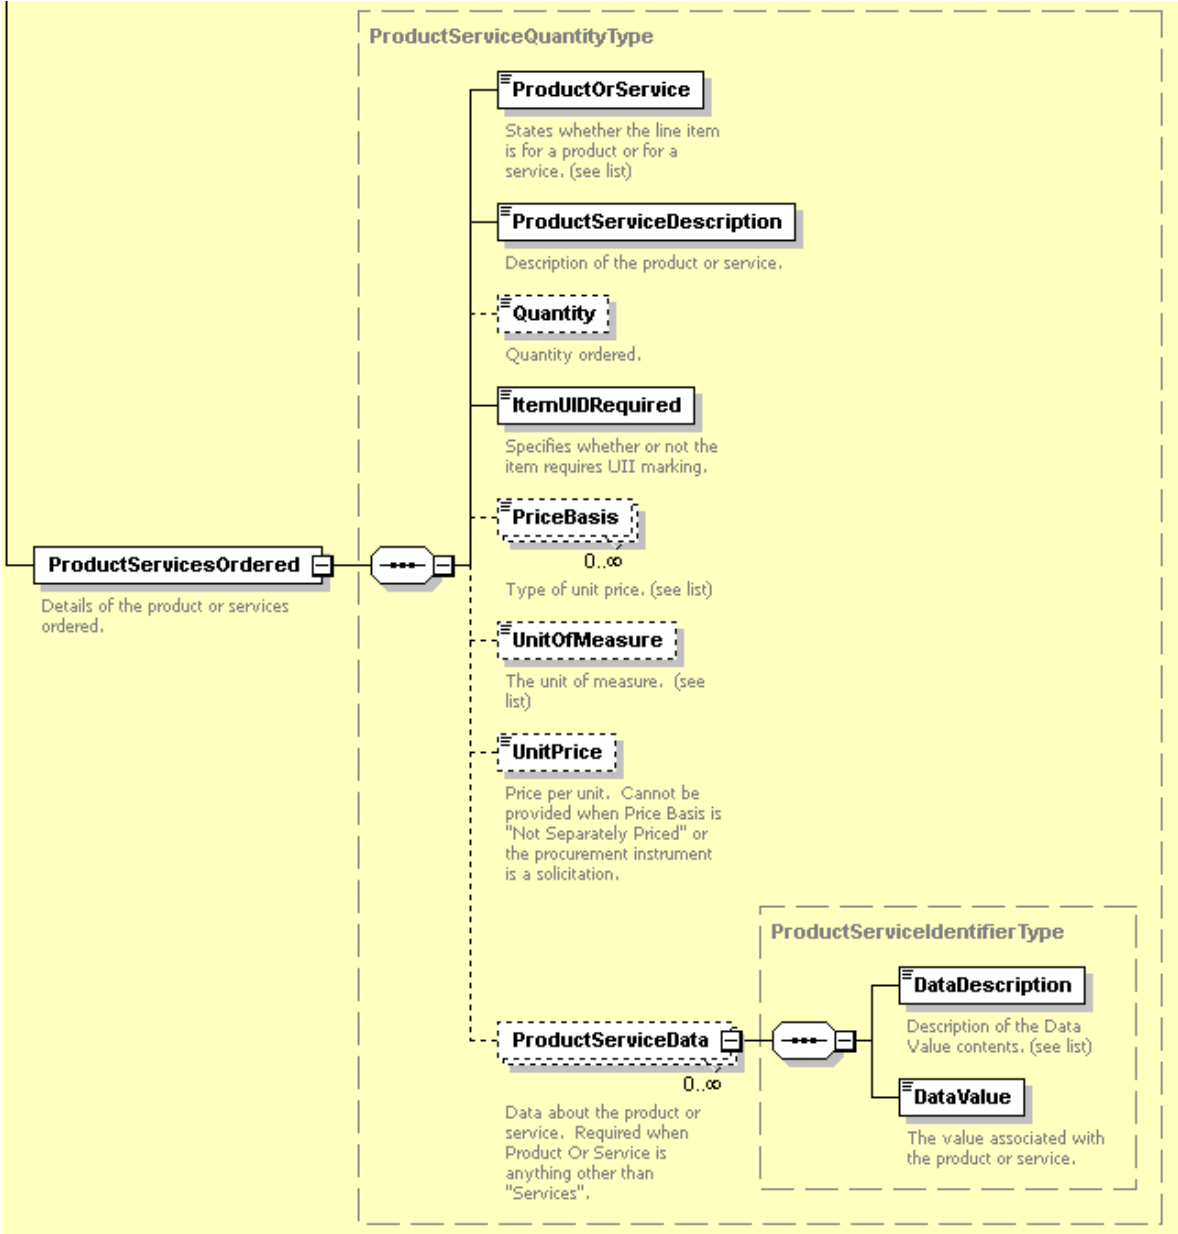 ProductServiceQuantityType
ProductOrService
States whether the line item
is for a product or for a
service. (see list)
ProductServiceDescription
Description of the product or service.
Quantity
Quantity ordered.
ItemUIDRequired
Specifies whether or not the
item requires UII marking.
PriceBasis
0..∞
Type of unit price. (see list)
ProductServicesOrdered
Details of the product or services
ordered.
UnitOfMeasure
The unit of measure.  (see
list)
UnitPrice
Price per unit.  Cannot be
provided when Price Basis is
"Not Separately Priced" or
the procurement instrument
is a solicitation.
ProductServiceData
0..∞
Data about the product or
service.  Required when
Product Or Service is
anything other than
"Services".
ProductServiceIdentifierType
DataDescription
Description of the Data
Value contents. (see list)
DataValue
The value associated with
the product or service.